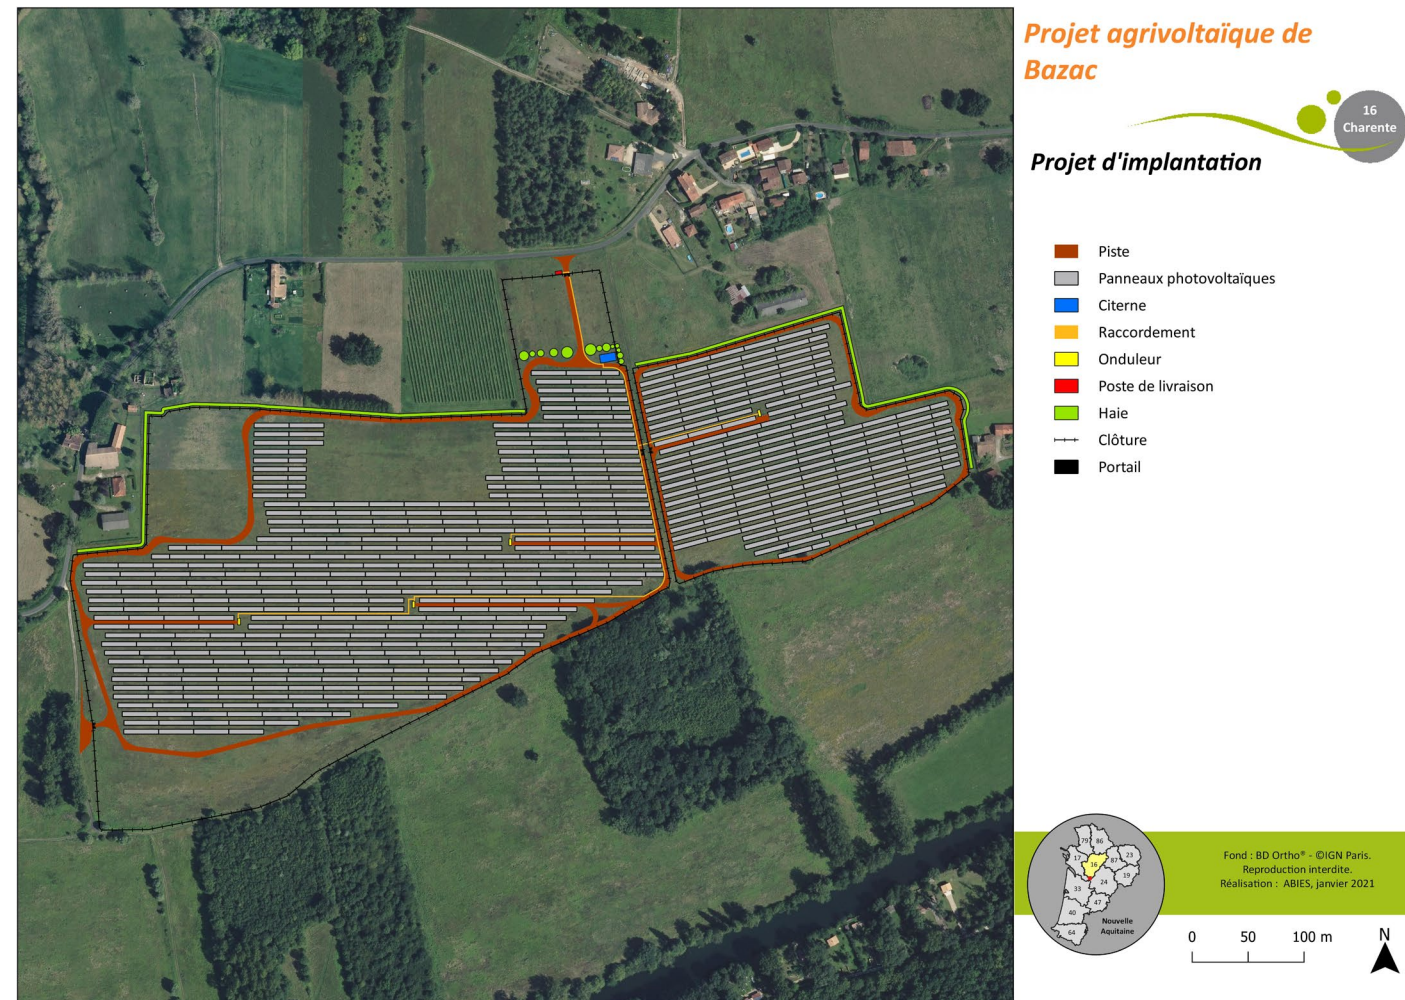 Projet agrivoltaïque de
Bazac
16
Charente
Projet d'implantation
Piste
Panneaux photovoltaïques
Citerne
Raccordement
Onduleur
Poste de livraison
Haie
Clôture
Portail
79 86
17 16 87 23
33 24 19
40 47
64
Nouvelle
Aquitaine
Fond : BD Ortho® - ©IGN Paris.
Reproduction interdite.
Réalisation : ABIES, janvier 2021
0 50 100 m
N